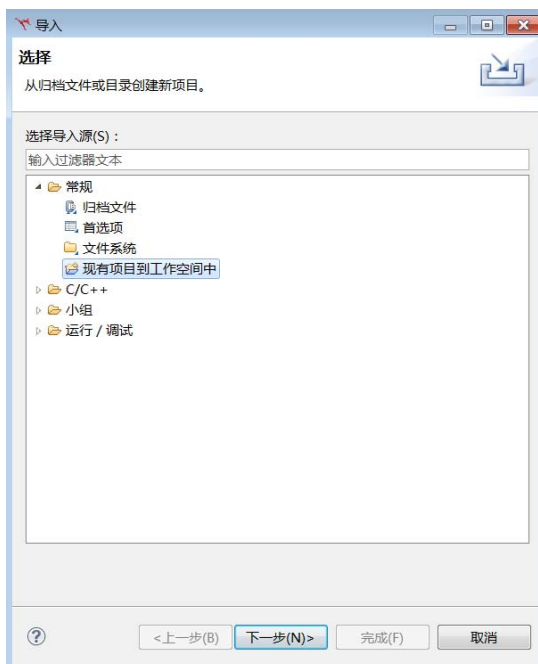 导入
选择
从归档文件或目录创建新项目。
选择导入源(S)：
输入过滤器文本
常规
归档文件
首选项
文件系统
现有项目到工作空间中
C/C++
小组
运行 / 调试
?
<上一步(B) 下一步(N)> 完成(F) 取消